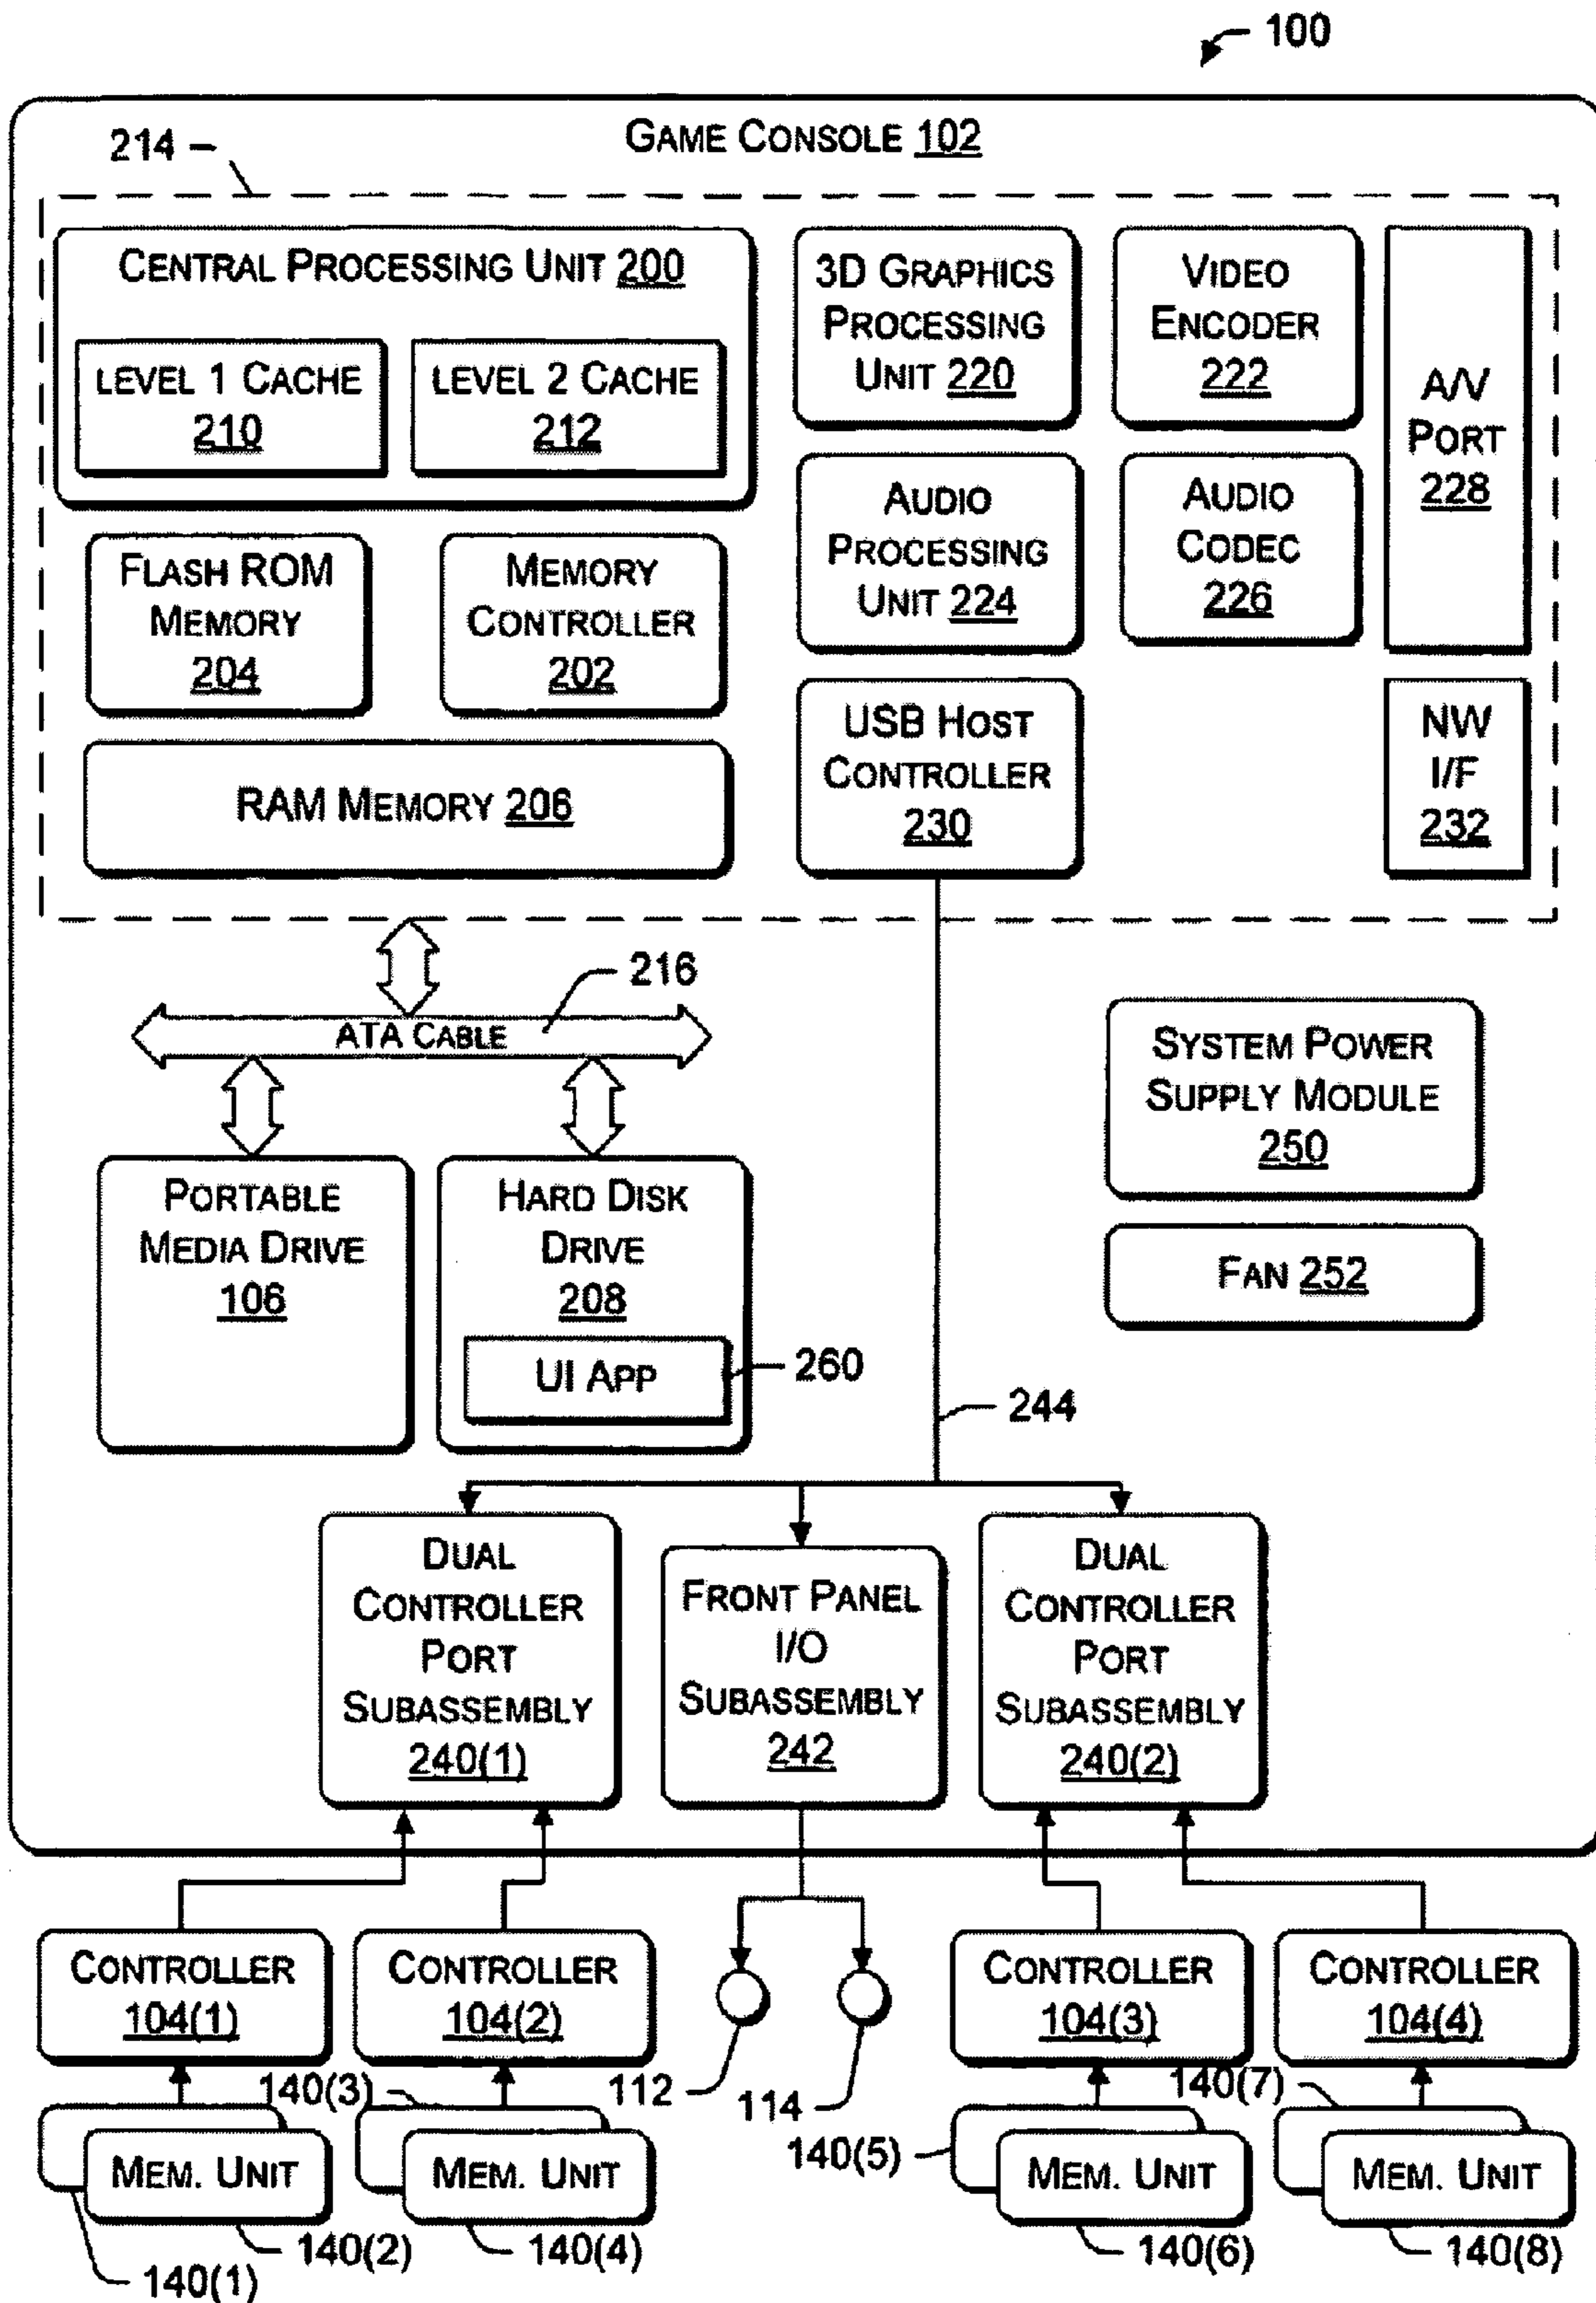 100
GAME CONSOLE 102
214
CENTRAL PROCESSING UNIT 200
LEVEL 1 CACHE
210
LEVEL 2 CACHE
212
3D GRAPHICS
PROCESSING
UNIT 220
VIDEO
ENCODER
222
A/V
PORT
228
FLASH ROM
MEMORY
204
MEMORY
CONTROLLER
202
AUDIO
PROCESSING
UNIT 224
AUDIO
CODEC
226
RAM MEMORY 206
USB HOST
CONTROLLER
230
NW
I/F
232
216
ATA CABLE
SYSTEM POWER
SUPPLY MODULE
250
PORTABLE
MEDIA DRIVE
106
HARD DISK
DRIVE
208
UI APP
260
FAN 252
244
DUAL
CONTROLLER
PORT
SUBASSEMBLY
240(1)
FRONT PANEL
I/O
SUBASSEMBLY
242
DUAL
CONTROLLER
PORT
SUBASSEMBLY
240(2)
CONTROLLER
104(1)
CONTROLLER
104(2)
CONTROLLER
104(3)
CONTROLLER
104(4)
140(3)
112
114
140(7)
140(5)
MEM. UNIT
MEM. UNIT
MEM. UNIT
MEM. UNIT
140(2)
140(4)
140(6)
140(8)
140(1)